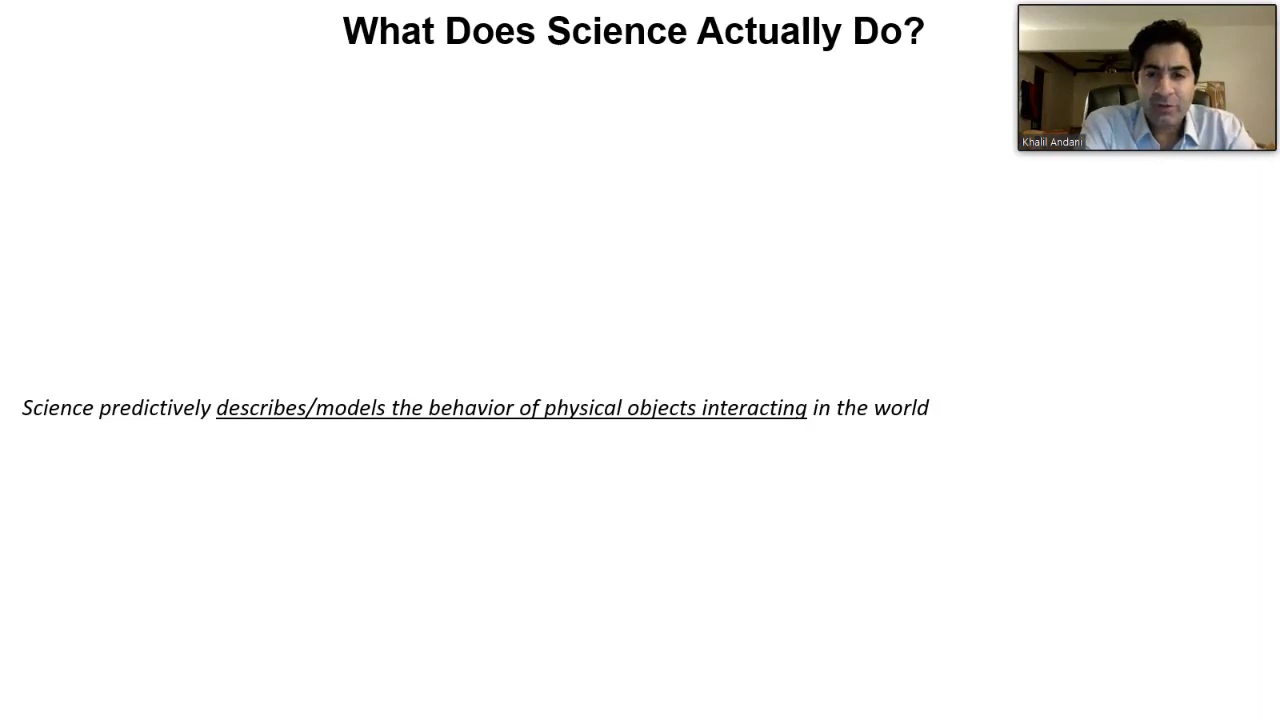 What Does Science Actually Do?
Khalil Andani
Science predictively describes/models the behavior of physical objects interacting in the world